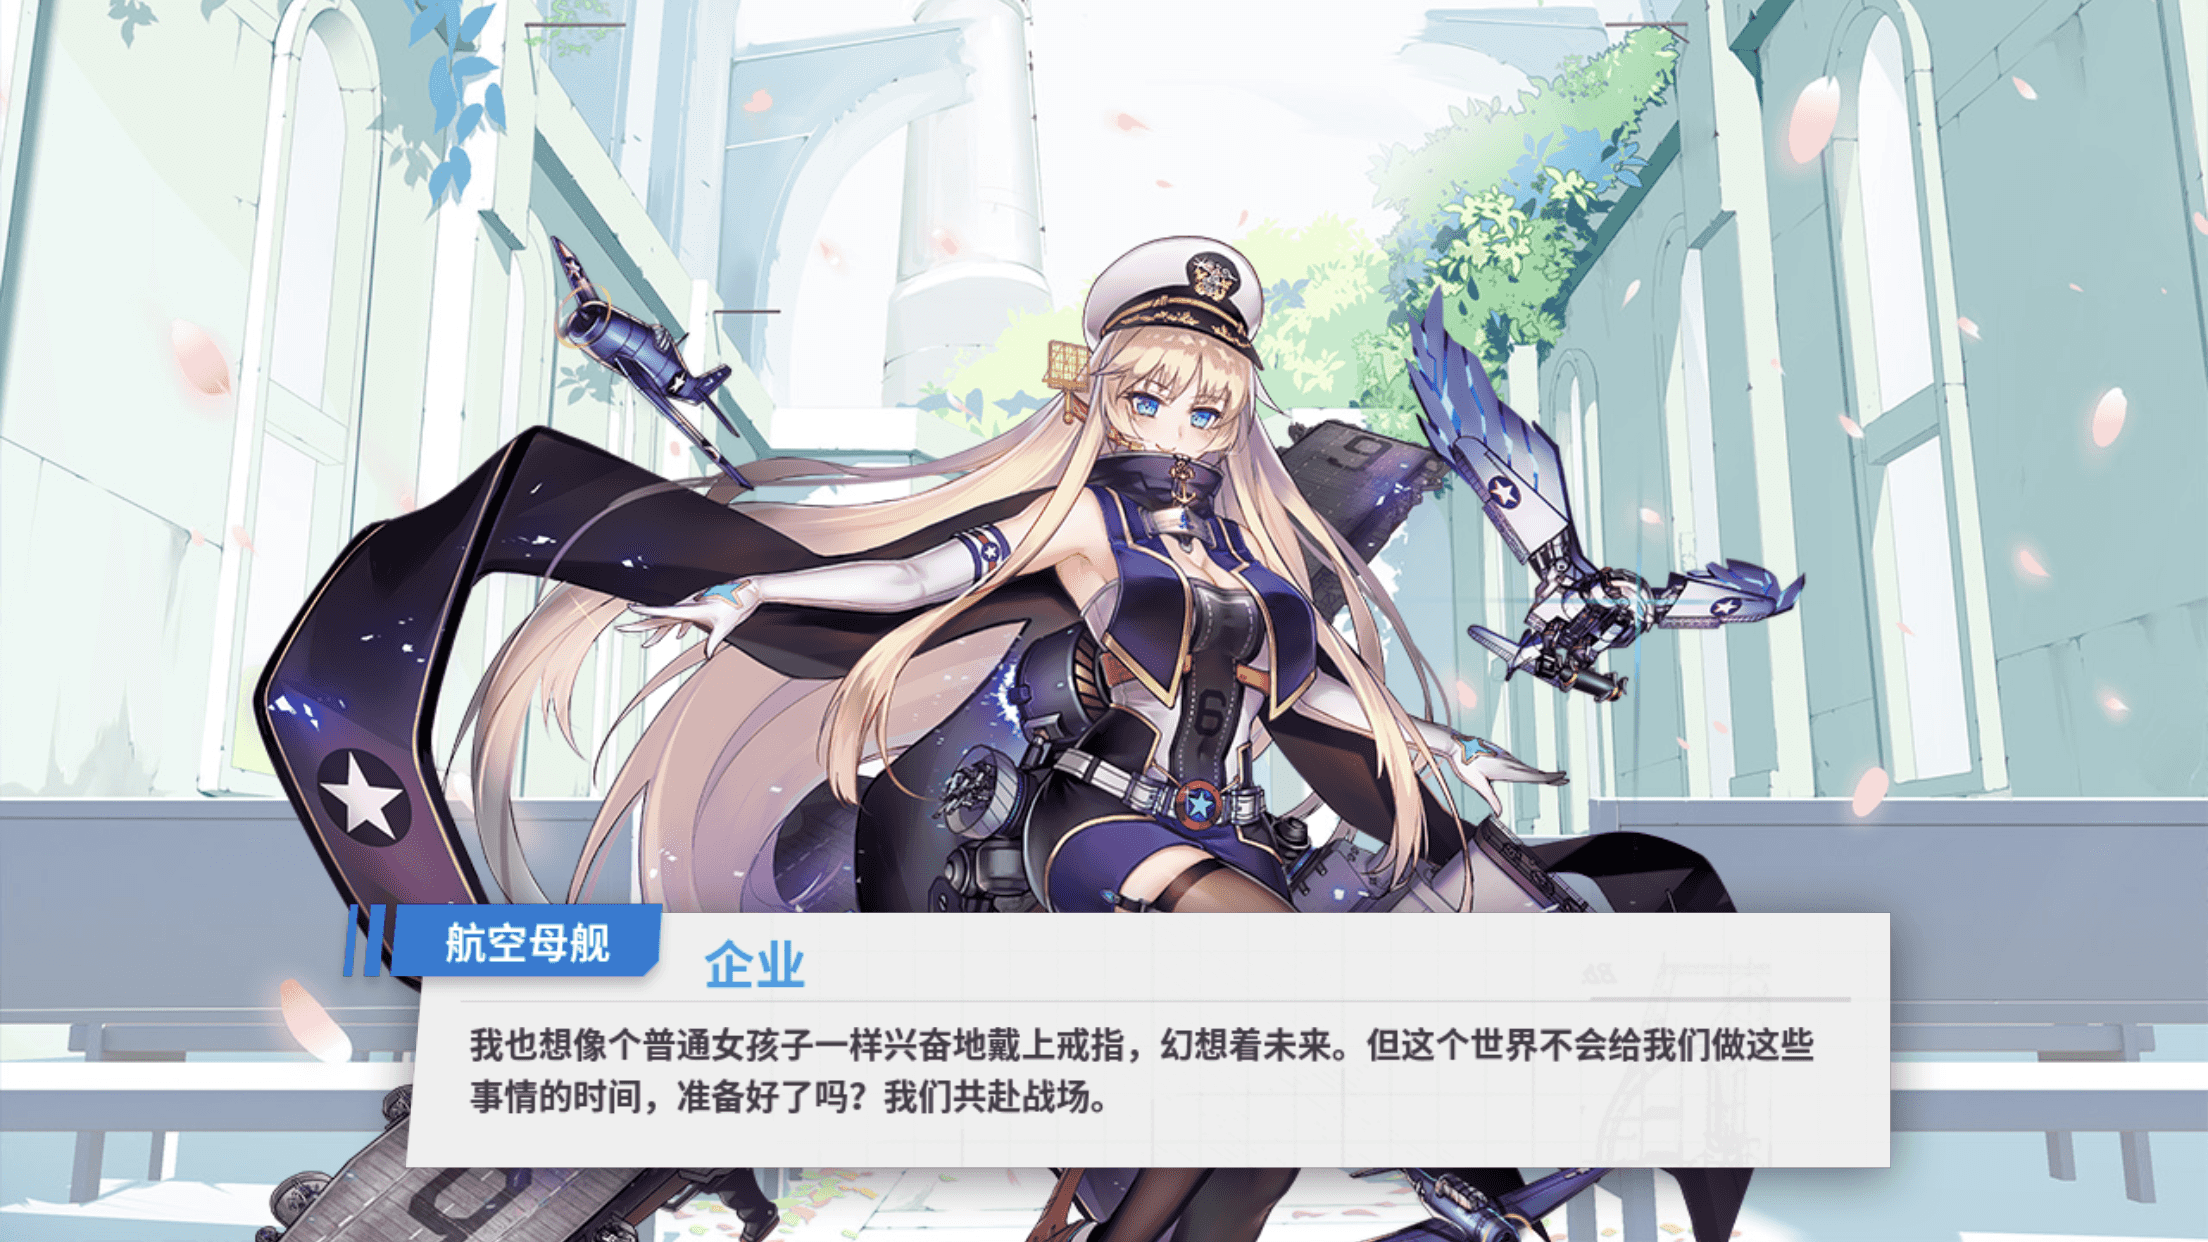 航空母舰
企业
我也想像个普通女孩子一样兴奋地戴上戒指，幻想着未来。但这个世界不会给我们做这些
事情的时间，准备好了吗？我们共赴战场。
6